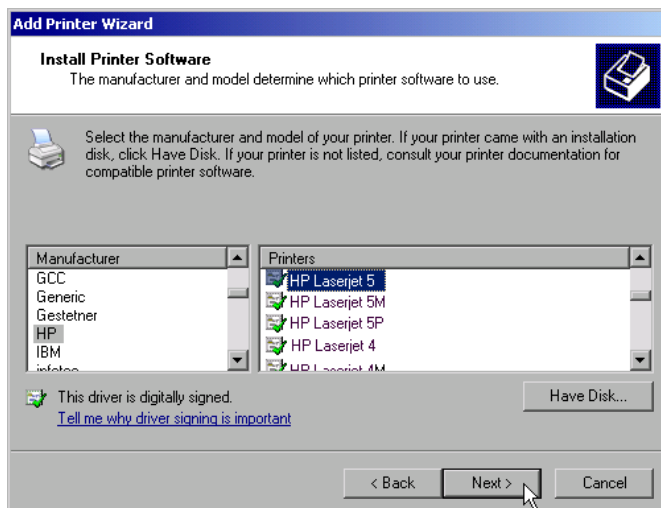 Add Printer Wizard
Install Printer Software
The manufacturer and model determine which printer software to use.
Select the manufacturer and model of your printer. If your printer came with an installation
disk, click Have Disk. If your printer is not listed, consult your printer documentation for
compatible printer software.
Manufacturer
GCC
Generic
Gestetner
HP
IBM
infotec
Printers
HP Laserjet 5
HP Laserjet 5M
HP Laserjet 5P
HP Laserjet 4
HP Laserjet 4M
This driver is digitally signed.
Tell me why driver signing is important
Have Disk...
< Back
Next >
Cancel